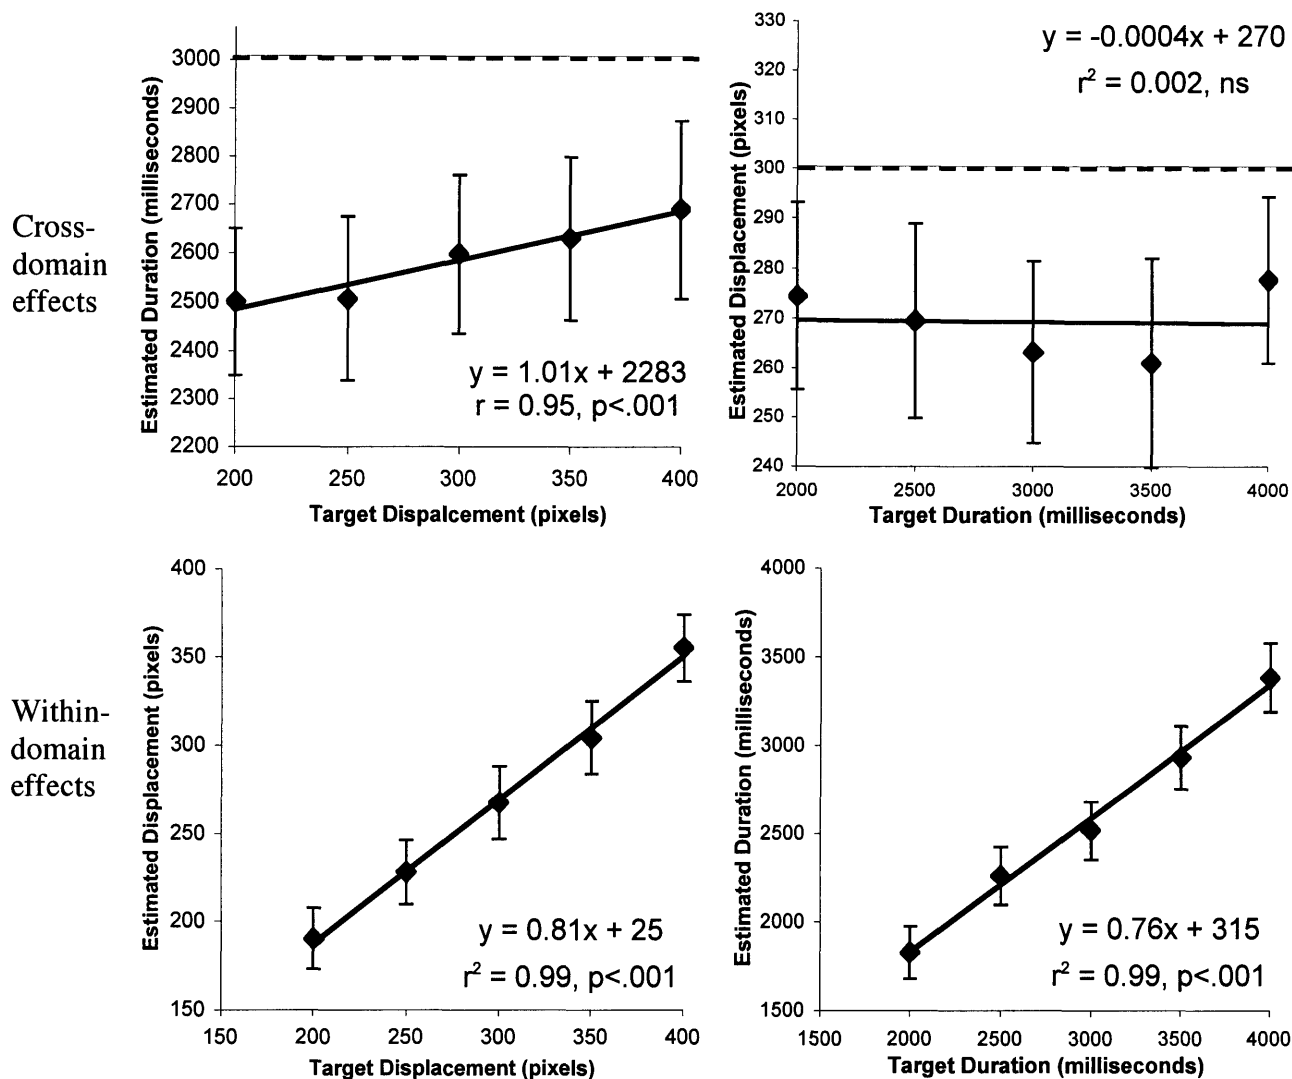 Cross-
domain
effects
Estimated Duration (milliseconds)
3000
2900
2800
2700
2600
2500
2400
2300
2200
y = 1.01x + 2283
r = 0.95, p<.001
200 250 300 350 400
Target Dispalcement (pixels)
Estimated Displacement (pixels)
330
320
310
300
290
280
270
260
250
240
y = -0.0004x + 270
r² = 0.002, ns
2000 2500 3000 3500 4000
Target Duration (milliseconds)
Within-
domain
effects
Estimated Displacement (pixels)
400
350
300
250
200
150
y = 0.81x + 25
r² = 0.99, p<.001
200 250 300 350 400
Target Displacement (pixels)
Estimated Duration (milliseconds)
4000
3500
3000
2500
2000
1500
y = 0.76x + 315
r² = 0.99, p<.001
1500 2000 2500 3000 3500 4000
Target Duration (milliseconds)